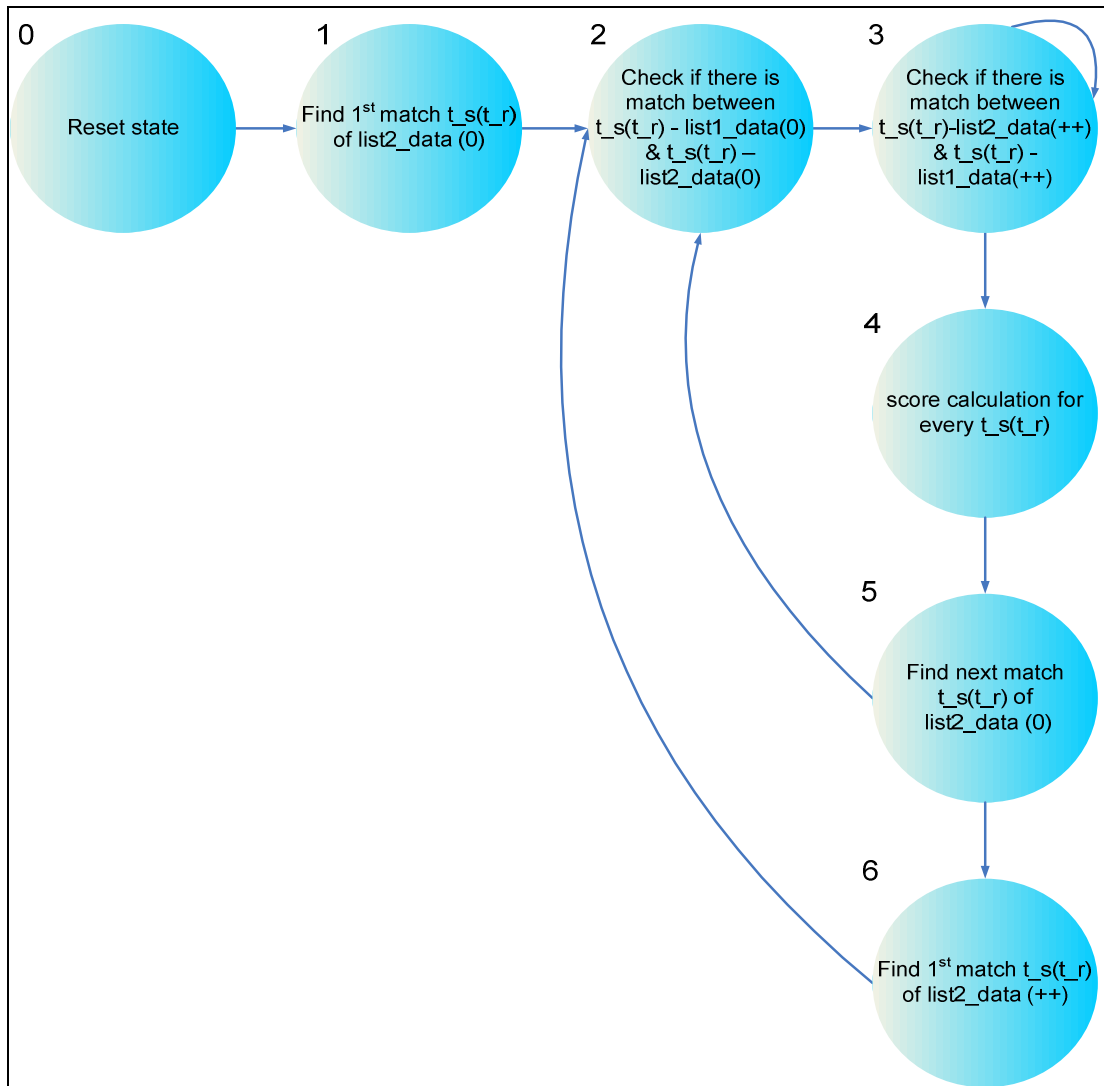 0
Reset state
1
Find 1st match t_s(t_r)
of list2_data (0)
2
Check if there is
match between
t_s(t_r) - list1_data(0)
& t_s(t_r) –
list2_data(0)
3
Check if there is
match between
t_s(t_r)-list2_data(++)
& t_s(t_r) -
list1_data(++)
4
score calculation for
every t_s(t_r)
5
Find next match
t_s(t_r) of
list2_data (0)
6
Find 1st match t_s(t_r)
of list2_data (++)